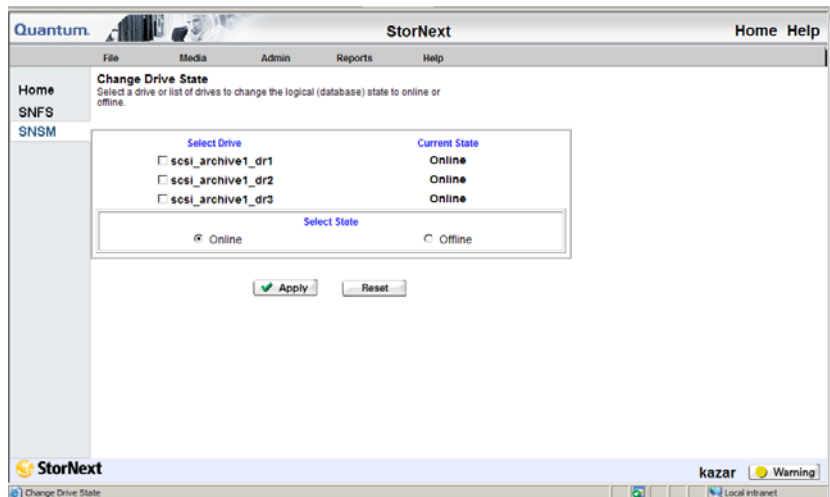 Quantum. StorNext Home Help
File Media Admin Reports Help
Home
SNFS
SNSM
Change Drive State
Select a drive or list of drives to change the logical (database) state to online or
offline.
Select Drive Current State
scsi_archive1_dr1 Online
scsi_archive1_dr2 Online
scsi_archive1_dr3 Online
Select State
Online Offline
Apply Reset
StorNext kazar Warning
Change Drive State Local intranet